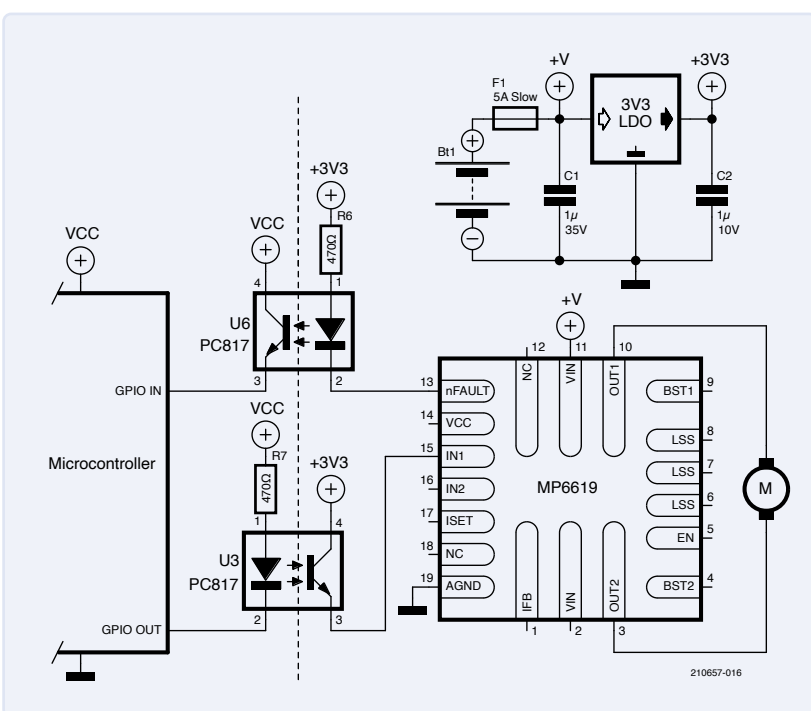 +V
+3V3
F1
5A Slow
3V3
LDO
Bt1
C1
1µ
35V
C2
1µ
10V
+3V3
R6
470Ω
VCC
VCC
4
1
U6
PC817
3
2
GPIO IN
VCC
R7
470Ω
+3V3
Microcontroller
1
4
U3
PC817
2
3
GPIO OUT
+V
12
11
10
NC
VIN
OUT1
13
nFAULT
14
VCC
15
IN1
16
IN2
17
ISET
18
NC
19
AGND
MP6619
BST1
9
LSS
8
LSS
7
LSS
6
EN
5
BST2
4
IFB
VIN
OUT2
1
2
3
M
210657-016